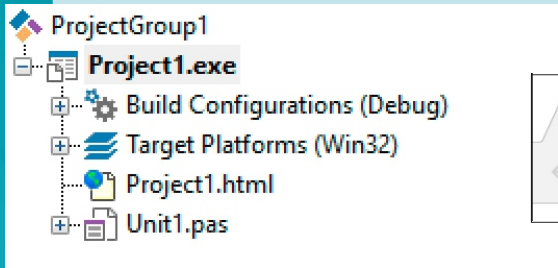 ProjectGroup1
Project1.exe
Build Configurations (Debug)
Target Platforms (Win32)
Project1.html
Unit1.pas